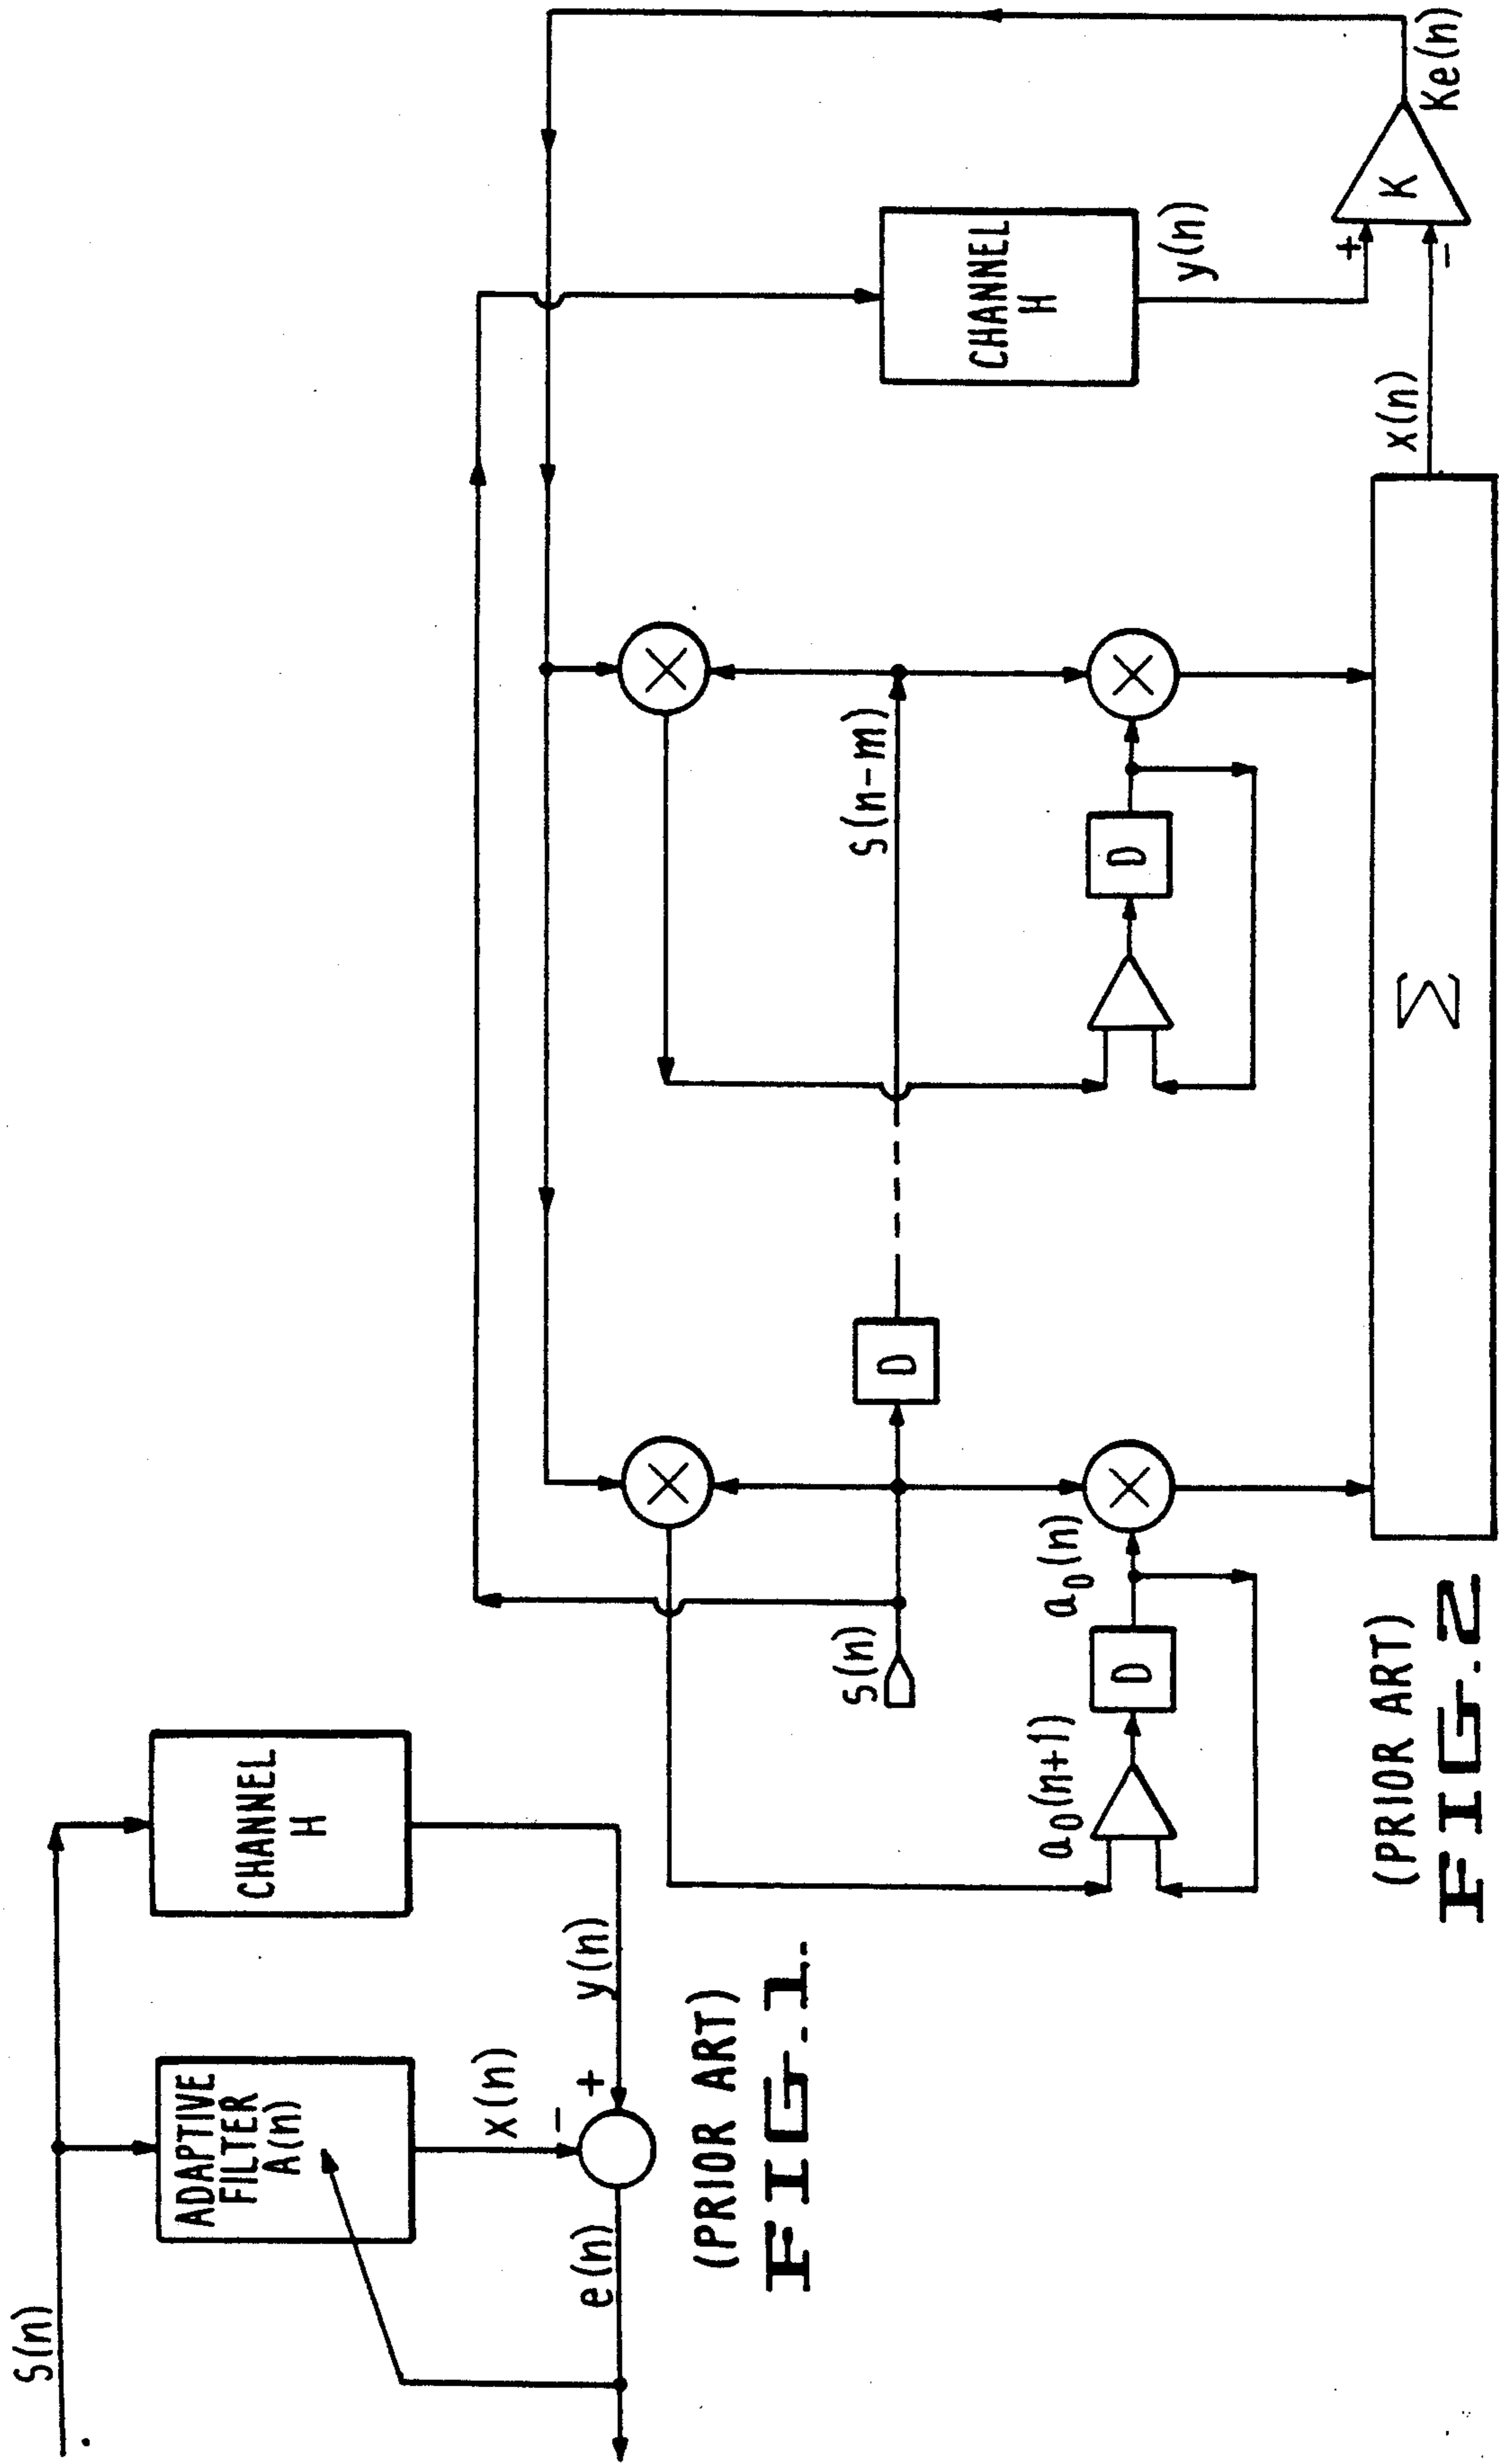 S(n)
ADAPTIVE
FILTER
A(n)
CHANNEL
H
x(n)
y(n)
-
+
e(n)
(PRIOR ART)
FIG.1.
S(n)
D
S(n-m)
CHANNEL
H
y(n)
a0(n+1)
D
a0(n)
D
Σ
x(n)
+
-
K
Ke(n)
(PRIOR ART)
FIG.2